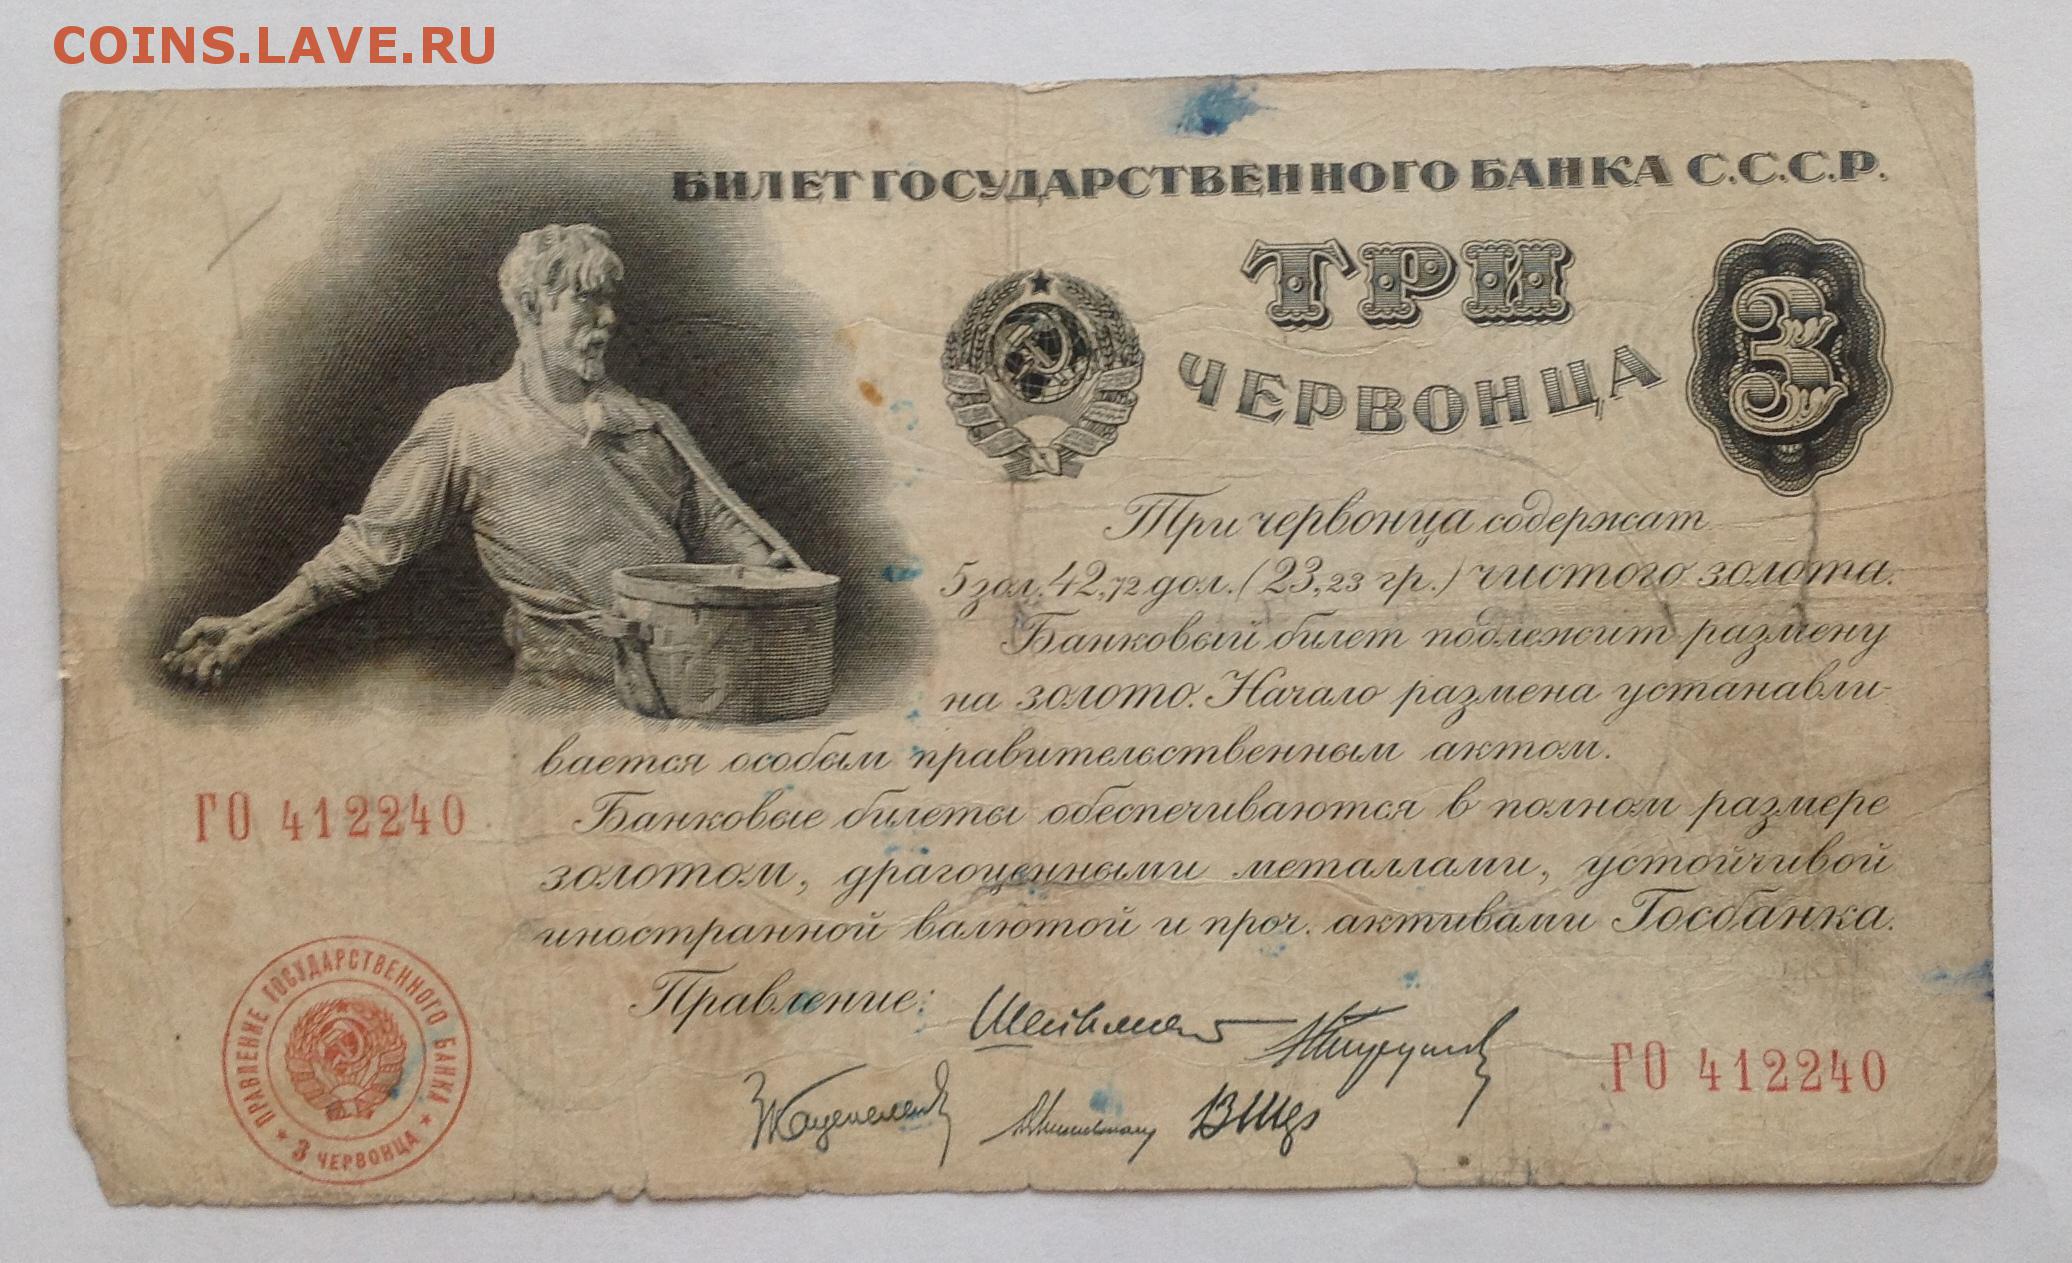 COINS.LAVE.RU
БИЛЕТ ГОСУДАРСТВЕННОГО БАНКА С.С.С.Р.
ТРИ
ЧЕРВОНЦА
3
Три червонца содержат
5 зол. 42,72 дол. (23,23 гр.) чистого золота.
Банковый билет подлежит размену
на золото. Начало размена устанавли-
вается особым правительственным актом.
Банковые билеты обеспечиваются в полном размере
золотом, драгоценными металлами, устойчивой
иностранной валютой и проч. активами Госбанка.
ГО 412240
Правление:
Шейнман
ГО 412240
ПРАВЛЕНИЕ ГОСУДАРСТВЕННОГО БАНКА
★ 3 ЧЕРВОНЦА ★